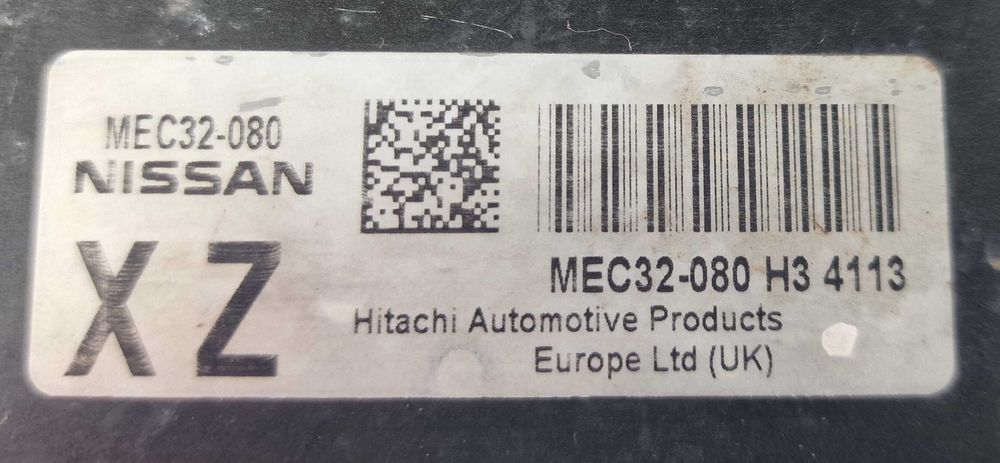 MEC32-080
NISSAN
XZ
MEC32-080 H3 4113
Hitachi Automotive Products
Europe Ltd (UK)